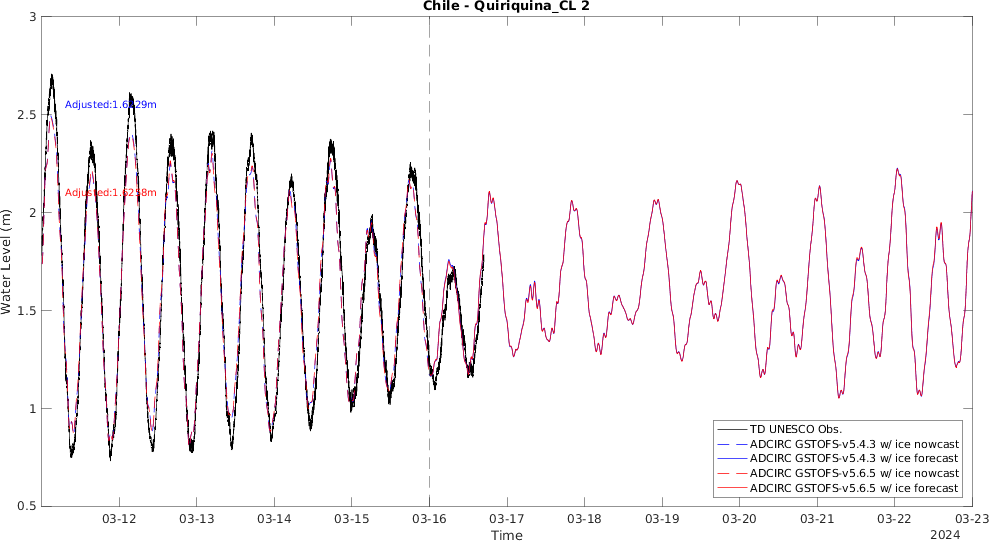 Chile - Quiriquina_CL 2
3
2.5
2
1.5
1
0.5
Water Level (m)
Adjusted:1.6329m
Adjusted:1.6258m
TD UNESCO Obs.
ADCIRC GSTOFS-v5.4.3 w/ ice nowcast
ADCIRC GSTOFS-v5.4.3 w/ ice forecast
ADCIRC GSTOFS-v5.6.5 w/ ice nowcast
ADCIRC GSTOFS-v5.6.5 w/ ice forecast
03-12 03-13 03-14 03-15 03-16 03-17 03-18 03-19 03-20 03-21 03-22 03-23
Time
2024